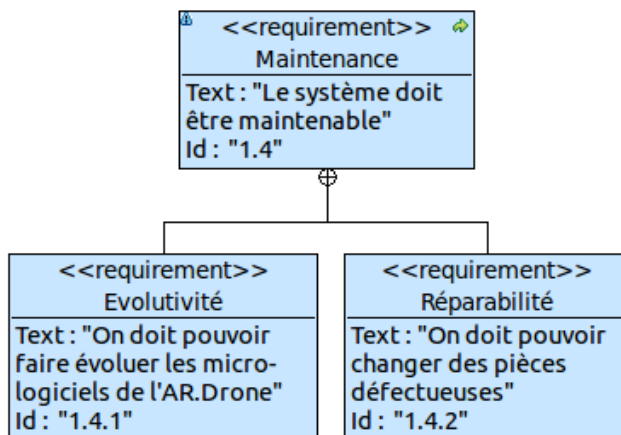 <<requirement>>
Maintenance
Text : "Le système doit
être maintenable"
Id : "1.4"
<<requirement>>
Evolutivité
Text : "On doit pouvoir
faire évoluer les micro-
logiciels de l'AR.Drone"
Id : "1.4.1"
<<requirement>>
Réparabilité
Text : "On doit pouvoir
changer des pièces
défectueuses"
Id : "1.4.2"